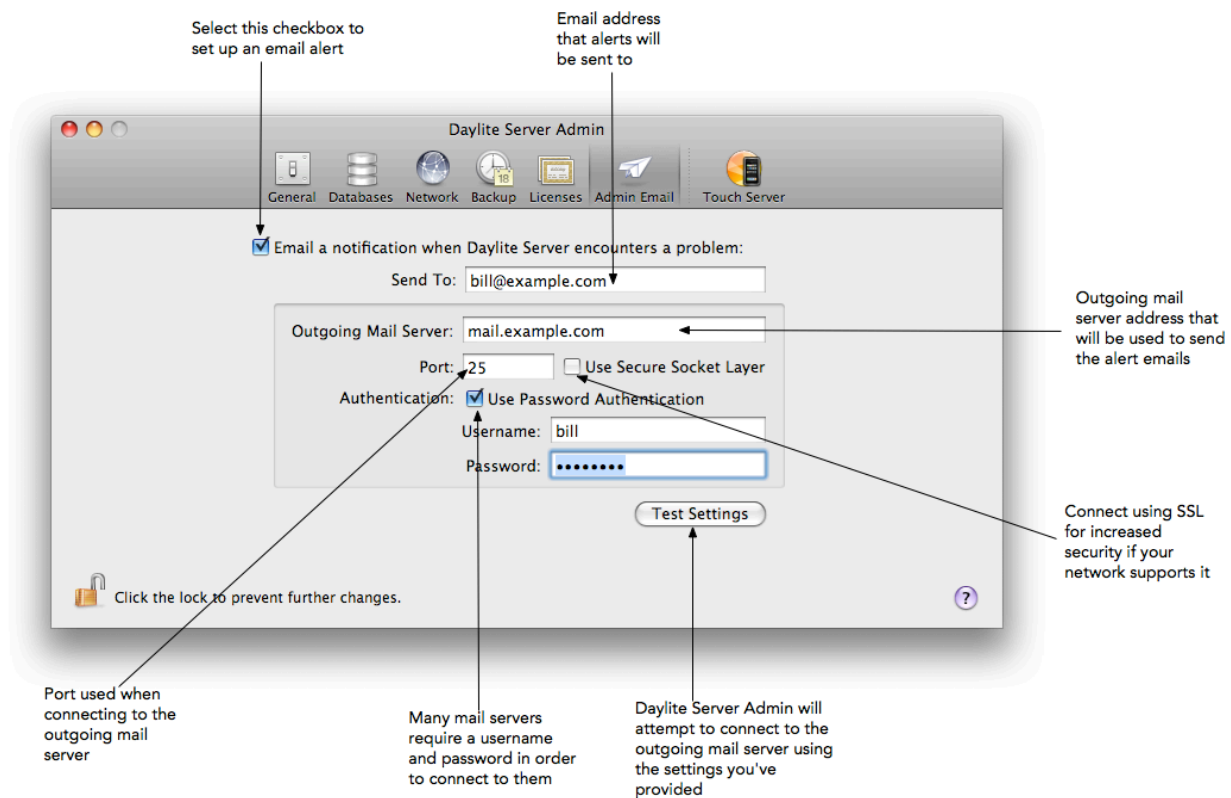 Select this checkbox to
set up an email alert
Email address
that alerts will
be sent to
Daylite Server Admin
General Databases Network Backup Licenses Admin Email Touch Server
18
Email a notification when Daylite Server encounters a problem:
Send To: bill@example.com
Outgoing Mail Server: mail.example.com
Port: 25 Use Secure Socket Layer
Authentication: Use Password Authentication
Username: bill
Password: ••••••••
Test Settings
Click the lock to prevent further changes.
?
Outgoing mail
server address that
will be used to send
the alert emails
Connect using SSL
for increased
security if your
network supports it
Port used when
connecting to the
outgoing mail
server
Many mail servers
require a username
and password in order
to connect to them
Daylite Server Admin will
attempt to connect to the
outgoing mail server using
the settings you've
provided